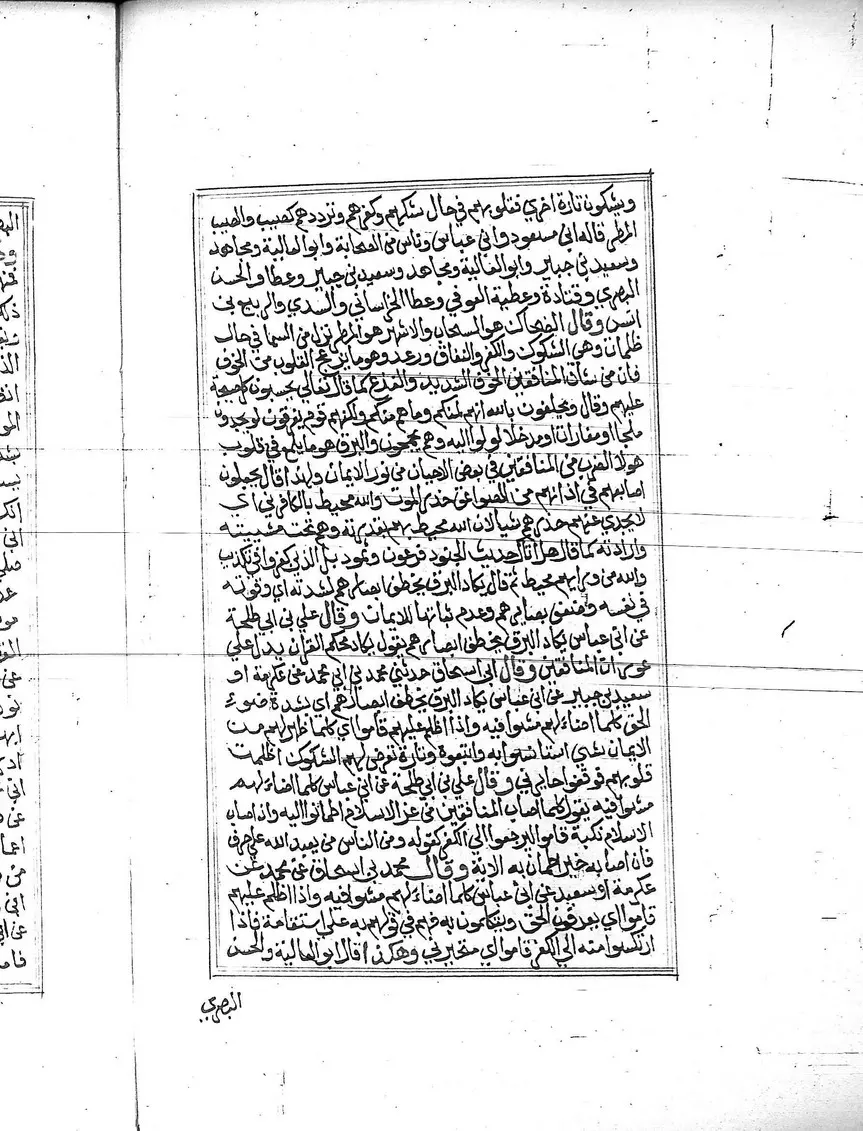 ويشكون تارة اخري فقلوبهم في حال شكهم وكفرهم وترددهم كصيب والصيب
المطر قاله ابن مسعود وابن عباس وناس من الصحابة وابو العالية ومجاهد
وسعيد بن جبير وابو العالية ومجاهد وسعيد بن جبير وعطا والحسن
البصري وقتادة وعطية العوفي وعطا الخراساني والسدي والربيع بن
انس وقال الضحاك هو السحاب والاشهر هو المطر نزل من السما في حال
ظلمات وهي الشكوك والكفر والنفاق ورعد وهو ما يزعج القلوب من الخوف
فان من شان المنافقين الخوف الشديد والفزع كما قال تعالي يحسبون كل صيحة
عليهم وقال ويحلفون بالله انهم لمنكم وما هم منكم ولكنهم قوم يفرقون لو يجدون
ملجا او مغارات او مدخلا لولوا اليه وهم يجمحون والبرق هو ما يلمع في قلوب
هولا الضرب من المنافقين في بعض الاحيان من نور الايمان ولهذا قال يجعلون
اصابهم في اذانهم من الصواعق حذر الموت والله محيط بالكافرين اي
لا يجدي عنهم حذرهم شيا لان الله محيط بهم بقدرته وهم تحت مشيبته
وارادته كما قال هل اتاك حديث الجنود فرعون وثمود بل الذين كفروا في تكذيب
والله من ورايهم محيط ثم قال يكاد البرق يخطف ابصارهم لشدته اي وقوته
في نفسه وضعف بصايرهم وعدم ثباتها للايمان وقال علي بن ابي طلحة
عن ابن عباس يكاد البرق يخطف ابصارهم يقول يكاد محكم القران يدل علي
عورات المنافقين وقال ابن اسحاق حدثني محمد بن ابي محمد عن عكرمة او
سعيد بن جبير عن ابن عباس يكاد البرق يخطف ابصارهم اي لشدة ضوء
الحق كلما اضاء لهم مشوا فيه واذا اظلم عليهم قاموا اي كلما ظهر لهم من
الايمان شي استانسوا به واتبعوه وتارة تعرض لهم الشكوك اظلمت
قلوبهم فوقفوا حايرين وقال علي بن ابي طلحة عن ابن عباس كلما اضاء لهم
مشوا فيه يقول كلما اصاب المنافقين من عز الاسلام اطمانوا اليه واذا صاب
الاسلام نكبة قاموا ليرجعوا الي الكفر كقوله ومن الناس من يعبد الله علي حرف
فان اصابه خير اطمان به الاية وقال محمد بن اسحاق عن محمد عن
عكرمة او سعيد عن ابن عباس كلما اضاء لهم مشوا فيه واذا اظلم عليهم
قاموا اي يعرفون الحق ويتكلمون به فهم في قولهم به علي استقامة فاذا
ارتكسوا منه الي الكفر قاموا اي متحيرين وهكذا قال ابو العالية والحسن
البصري